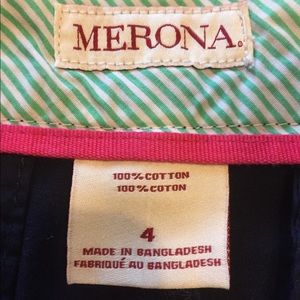 MERONA®
100% COTTON
100% COTON
4
MADE IN BANGLADESH
FABRIQUÉ AU BANGLADESH